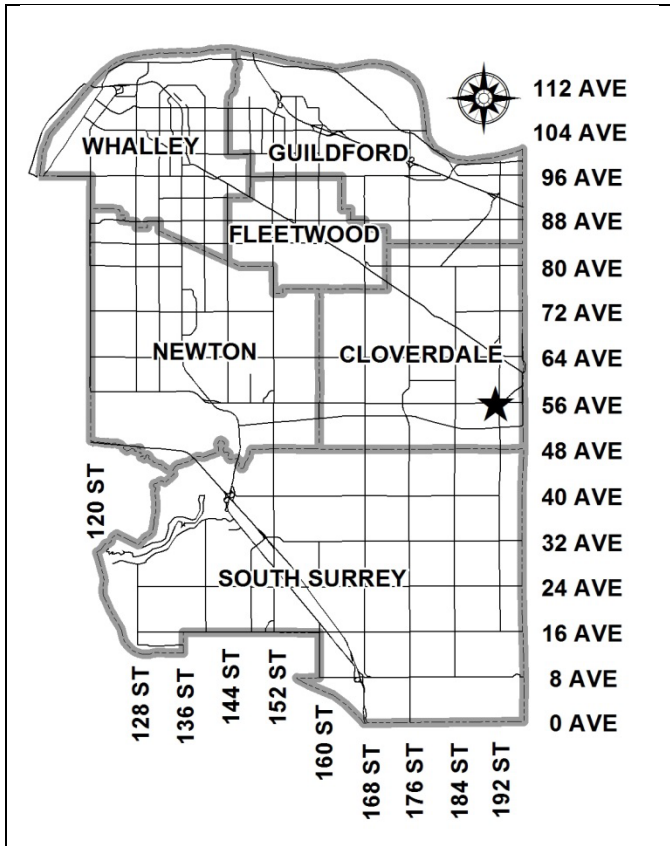 112 AVE
104 AVE
WHALLEY
GUILDFORD
96 AVE
88 AVE
FLEETWOOD
80 AVE
72 AVE
NEWTON
CLOVERDALE
64 AVE
56 AVE
48 AVE
120 ST
40 AVE
32 AVE
SOUTH SURREY
24 AVE
16 AVE
128 ST
136 ST
144 ST
152 ST
8 AVE
160 ST
0 AVE
168 ST
176 ST
184 ST
192 ST